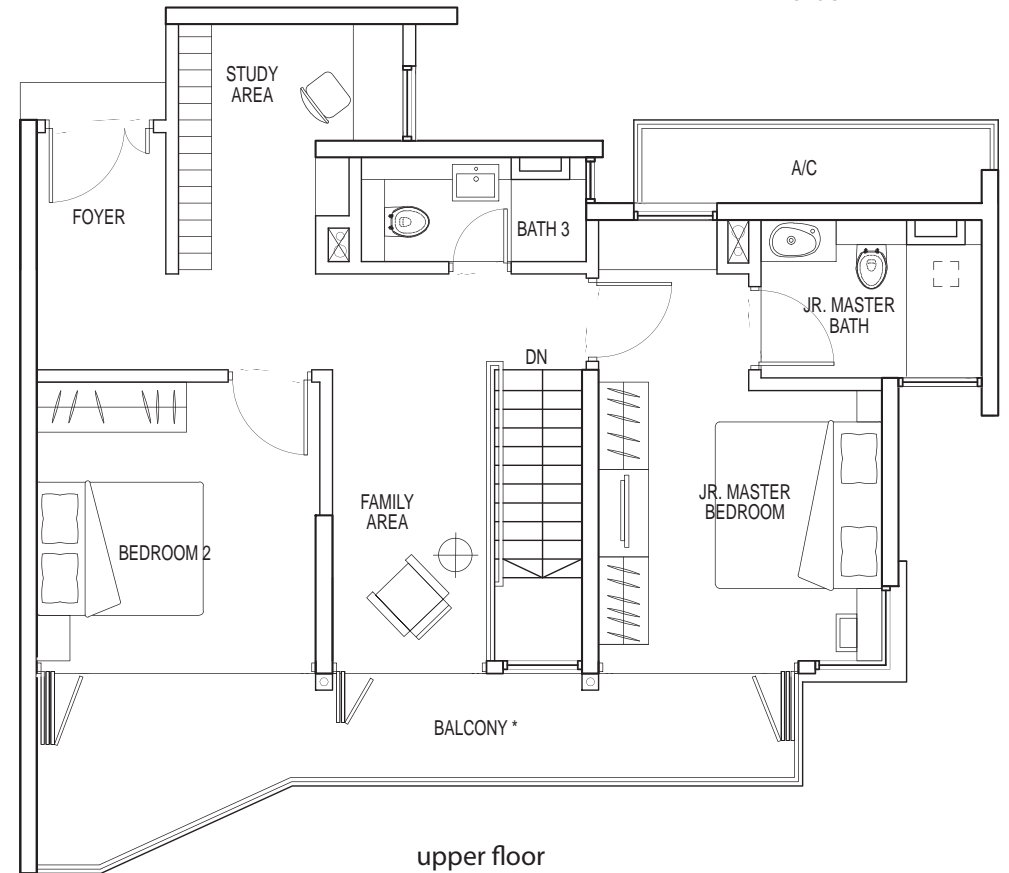 STUDY
AREA
A/C
FOYER
BATH 3
JR. MASTER
BATH
DN
FAMILY
AREA
JR. MASTER
BEDROOM
BEDROOM 2
BALCONY *
upper floor